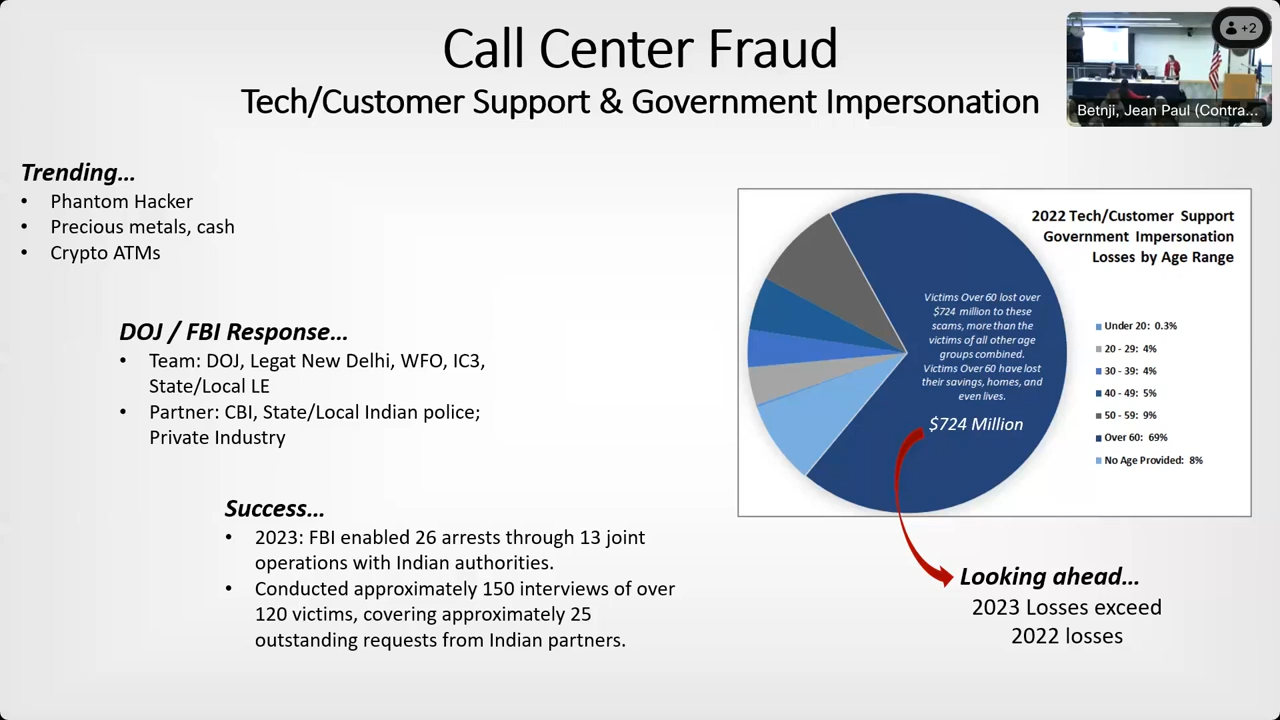 Call Center Fraud
Tech/Customer Support & Government Impersonation
+2
Betnji, Jean Paul (Contra...
Trending...
• Phantom Hacker
• Precious metals, cash
• Crypto ATMs
DOJ / FBI Response...
• Team: DOJ, Legat New Delhi, WFO, IC3,
State/Local LE
• Partner: CBI, State/Local Indian police;
Private Industry
Success...
• 2023: FBI enabled 26 arrests through 13 joint
operations with Indian authorities.
• Conducted approximately 150 interviews of over
120 victims, covering approximately 25
outstanding requests from Indian partners.
2022 Tech/Customer Support
Government Impersonation
Losses by Age Range
Victims Over 60 lost over
$724 million to these
scams, more than the
victims of all other age
groups combined.
Victims Over 60 have lost
their savings, homes, and
even lives.
$724 Million
Under 20: 0.3%
20 - 29: 4%
30 - 39: 4%
40 - 49: 5%
50 - 59: 9%
Over 60: 69%
No Age Provided: 8%
Looking ahead...
2023 Losses exceed
2022 losses